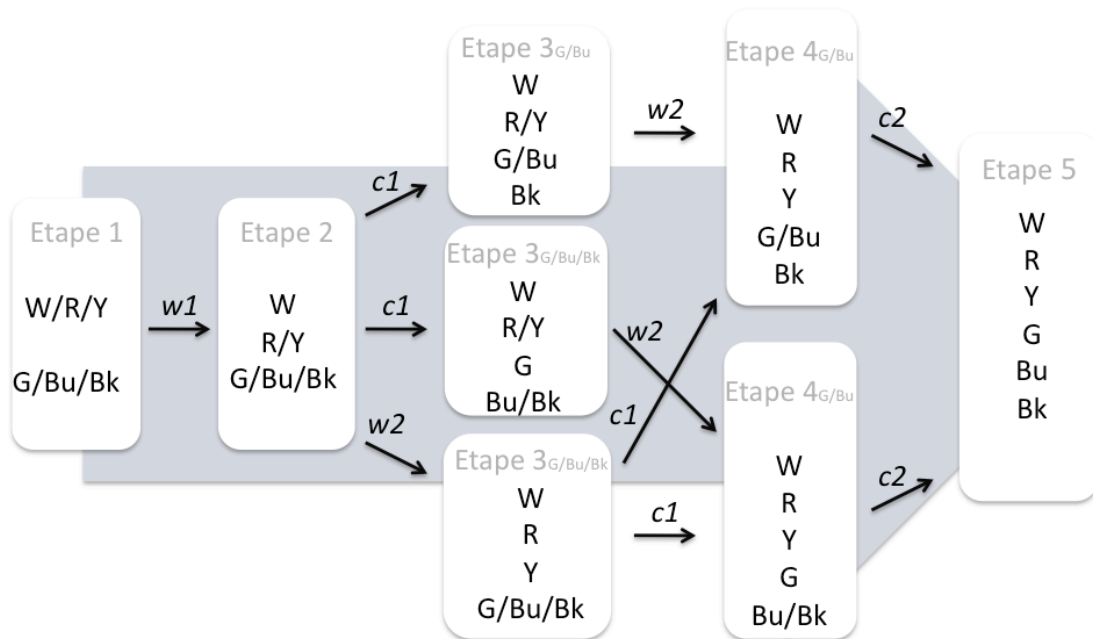 Etape 1
W/R/Y
G/Bu/Bk
w1
Etape 2
W
R/Y
G/Bu/Bk
c1
c1
w2
Etape 3G/Bu
W
R/Y
G/Bu
Bk
Etape 3G/Bu/Bk
W
R/Y
G
Bu/Bk
Etape 3G/Bu/Bk
W
R
Y
G/Bu/Bk
w2
w2
c1
c1
Etape 4G/Bu
W
R
Y
G/Bu
Bk
Etape 4G/Bu
W
R
Y
G
Bu/Bk
c2
c2
Etape 5
W
R
Y
G
Bu
Bk